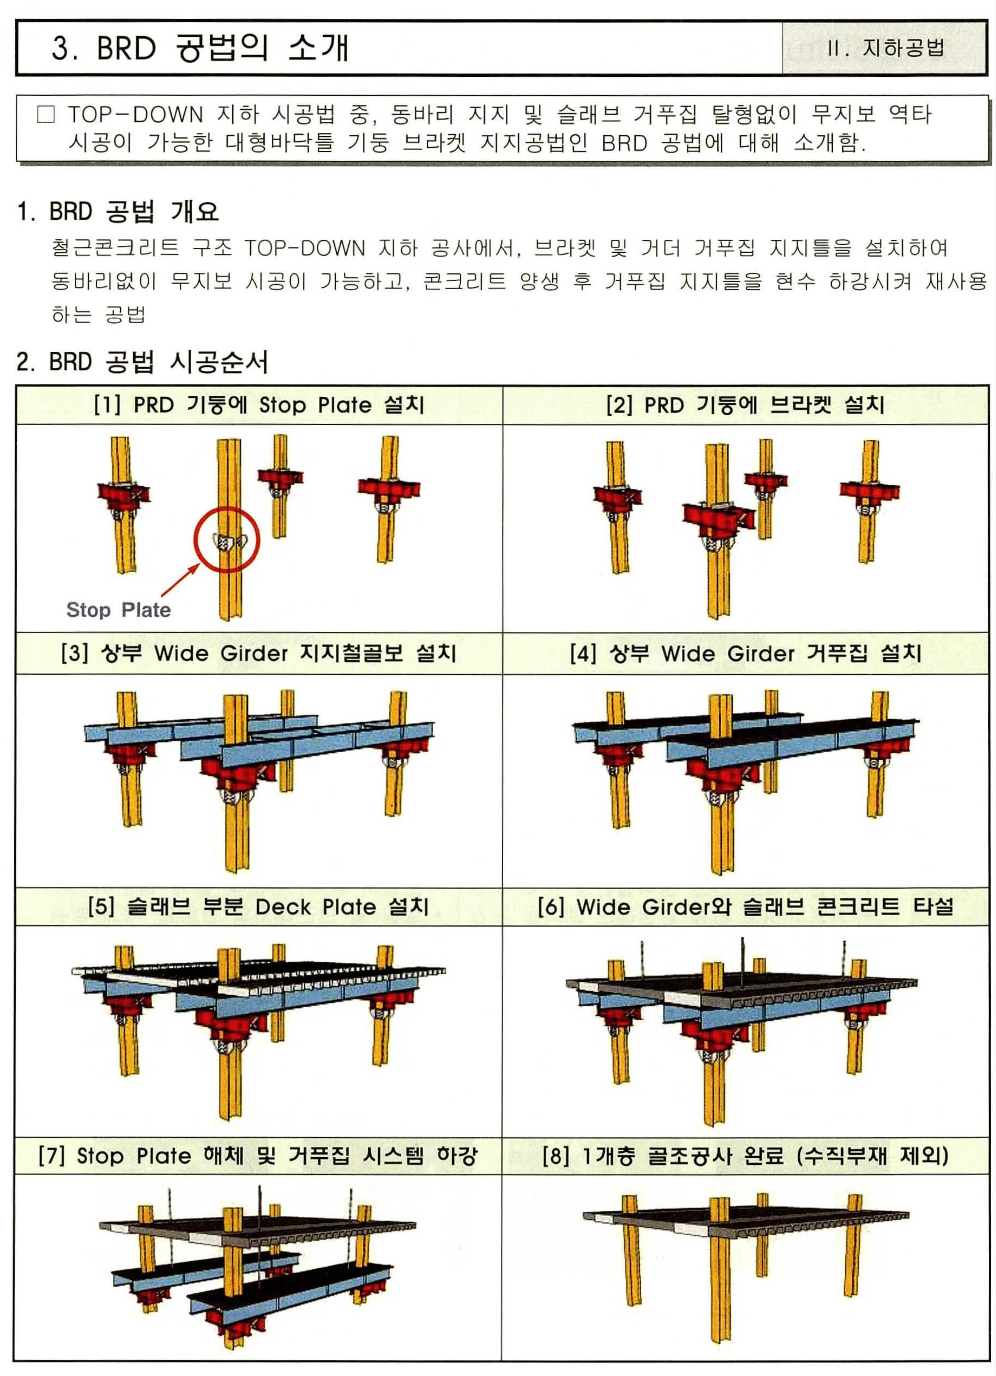 3. BRD 공법의 소개
II. 지하공법
□ TOP-DOWN 지하 시공법 중, 동바리 지지 및 슬래브 거푸집 탈형없이 무지보 역타
시공이 가능한 대형바닥틀 기둥 브라켓 지지공법인 BRD 공법에 대해 소개함.
1. BRD 공법 개요
철근콘크리트 구조 TOP-DOWN 지하 공사에서, 브라켓 및 거더 거푸집 지지틀을 설치하여
동바리없이 무지보 시공이 가능하고, 콘크리트 양생 후 거푸집 지지틀을 현수 하강시켜 재사용
하는 공법
2. BRD 공법 시공순서
[1] PRD 기둥에 Stop Plate 설치
[2] PRD 기둥에 브라켓 설치
Stop Plate
[3] 상부 Wide Girder 지지철골보 설치
[4] 상부 Wide Girder 거푸집 설치
[5] 슬래브 부분 Deck Plate 설치
[6] Wide Girder와 슬래브 콘크리트 타설
[7] Stop Plate 해체 및 거푸집 시스템 하강
[8] 1개층 골조공사 완료 (수직부재 제외)